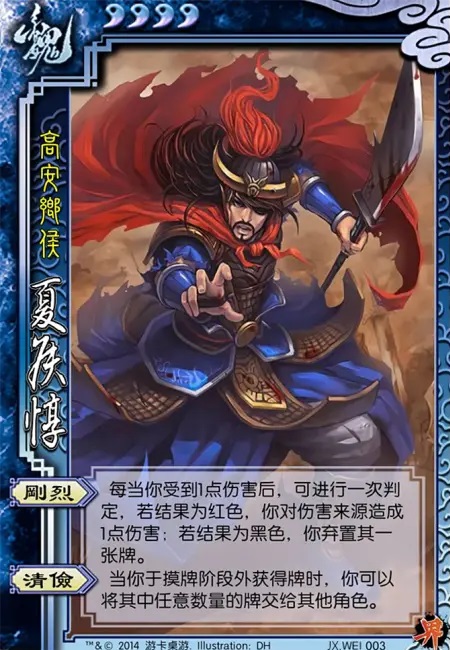 魏
高安鄉侯
夏侯惇
剛烈
每当你受到1点伤害后，可进行一次判
定，若结果为红色，你对伤害来源造成
1点伤害；若结果为黑色，你弃置其一
张牌。
清儉
当你于摸牌阶段外获得牌时，你可以
将其中任意数量的牌交给其他角色。
界
™&© 2014 游卡桌游. Illustration: DH JX.WEI 003